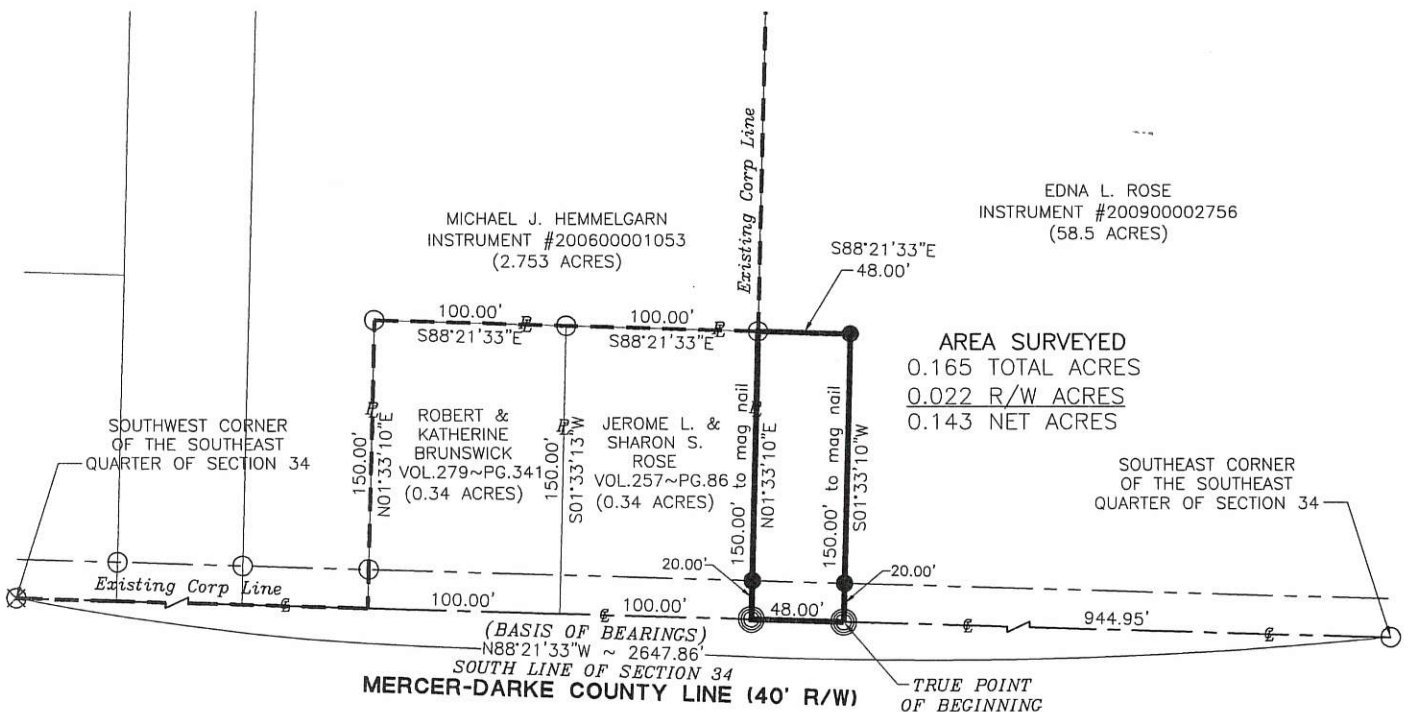 MICHAEL J. HEMMELGARN
INSTRUMENT #200600001053
(2.753 ACRES)
Existing Corp Line
EDNA L. ROSE
INSTRUMENT #200900002756
(58.5 ACRES)
S88°21'33"E
48.00'
100.00'
S88°21'33"E
100.00'
S88°21'33"E
AREA SURVEYED
0.165 TOTAL ACRES
0.022 R/W ACRES
0.143 NET ACRES
SOUTHWEST CORNER
OF THE SOUTHEAST
QUARTER OF SECTION 34
150.00'
N01°33'10"E
ROBERT &
KATHERINE
BRUNSWICK
VOL.279~PG.341
(0.34 ACRES)
150.00'
S01°33'13"W
JEROME L. &
SHARON S.
ROSE
VOL.257~PG.86
(0.34 ACRES)
150.00' to mag nail
N01°33'10"E
150.00' to mag nail
S01°33'10"W
SOUTHEAST CORNER
OF THE SOUTHEAST
QUARTER OF SECTION 34
20.00'
20.00'
Existing Corp Line
100.00'
100.00'
48.00'
944.95'
(BASIS OF BEARINGS)
N88°21'33"W ~ 2647.86'
SOUTH LINE OF SECTION 34
MERCER-DARKE COUNTY LINE (40' R/W)
TRUE POINT
OF BEGINNING